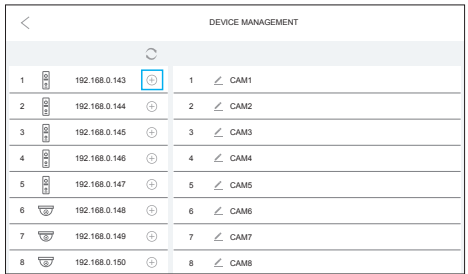 DEVICE MANAGEMENT
1 192.168.0.143 1 CAM1
2 192.168.0.144 2 CAM2
3 192.168.0.145 3 CAM3
4 192.168.0.146 4 CAM4
5 192.168.0.147 5 CAM5
6 192.168.0.148 6 CAM6
7 192.168.0.149 7 CAM7
8 192.168.0.150 8 CAM8